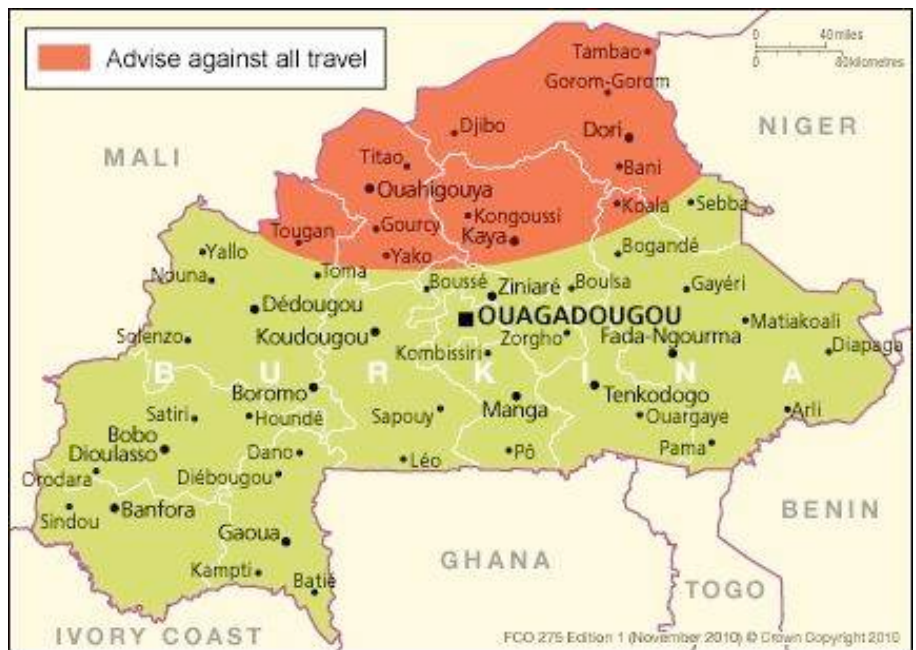 Advise against all travel
40 miles
40 kilometres
Tambao
Gorom-Gorom
NIGER
Djibo
Dori
MALI
Titao
Bani
Ouahigouya
Koala
Sebba
Kongoussi
Gourcy
Tougan
Kaya
Bogandé
Yallo
Yako
Nouna
Toma
Boussé
Ziniaré
Boulsa
Gayéri
Dédougou
OUAGADOUGOU
Matiakoali
Solenzo
Koudougou
Zorgho
Fada-Ngourma
Diapaga
Kombissiri
BURKINA
Boromo
Tenkodogo
Satiri
Houndé
Sapouy
Manga
Ouargaye
Arli
Bobo
Dioulasso
Dano
Léo
Pô
Pama
Orodara
Diébougou
Sindou
Banfora
BENIN
Gaoua
GHANA
Kampti
Batié
TOGO
IVORY COAST
FCO 275 Edition 1 (November 2010) © Crown Copyright 2010